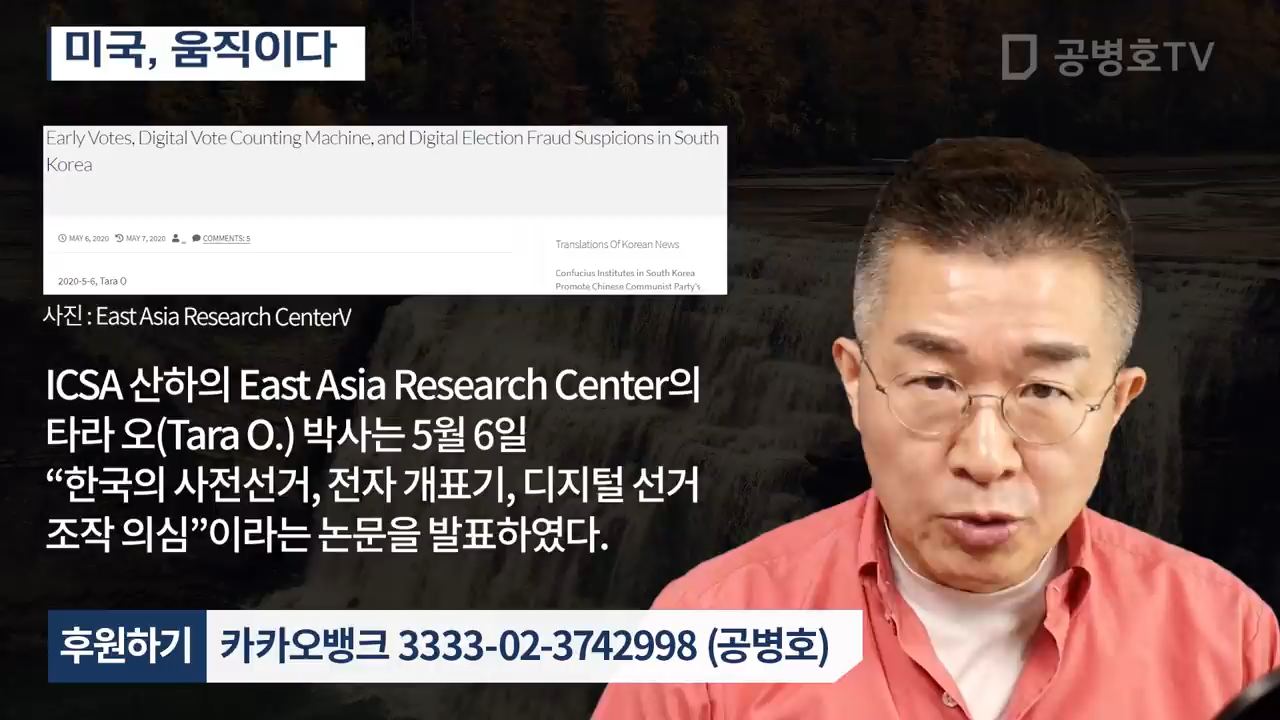 미국, 움직이다
공병호TV
Early Votes, Digital Vote Counting Machine, and Digital Election Fraud Suspicions in South
Korea
MAY 6, 2020 MAY 7, 2020 _ COMMENTS: 5
Translations Of Korean News
2020-5-6, Tara O
Confucius Institutes in South Korea
Promote Chinese Communist Party's
사진 : East Asia Research CenterV
ICSA 산하의 East Asia Research Center의
타라 오(Tara O.) 박사는 5월 6일
“한국의 사전선거, 전자 개표기, 디지털 선거
조작 의심”이라는 논문을 발표하였다.
후원하기 카카오뱅크 3333-02-3742998 (공병호)